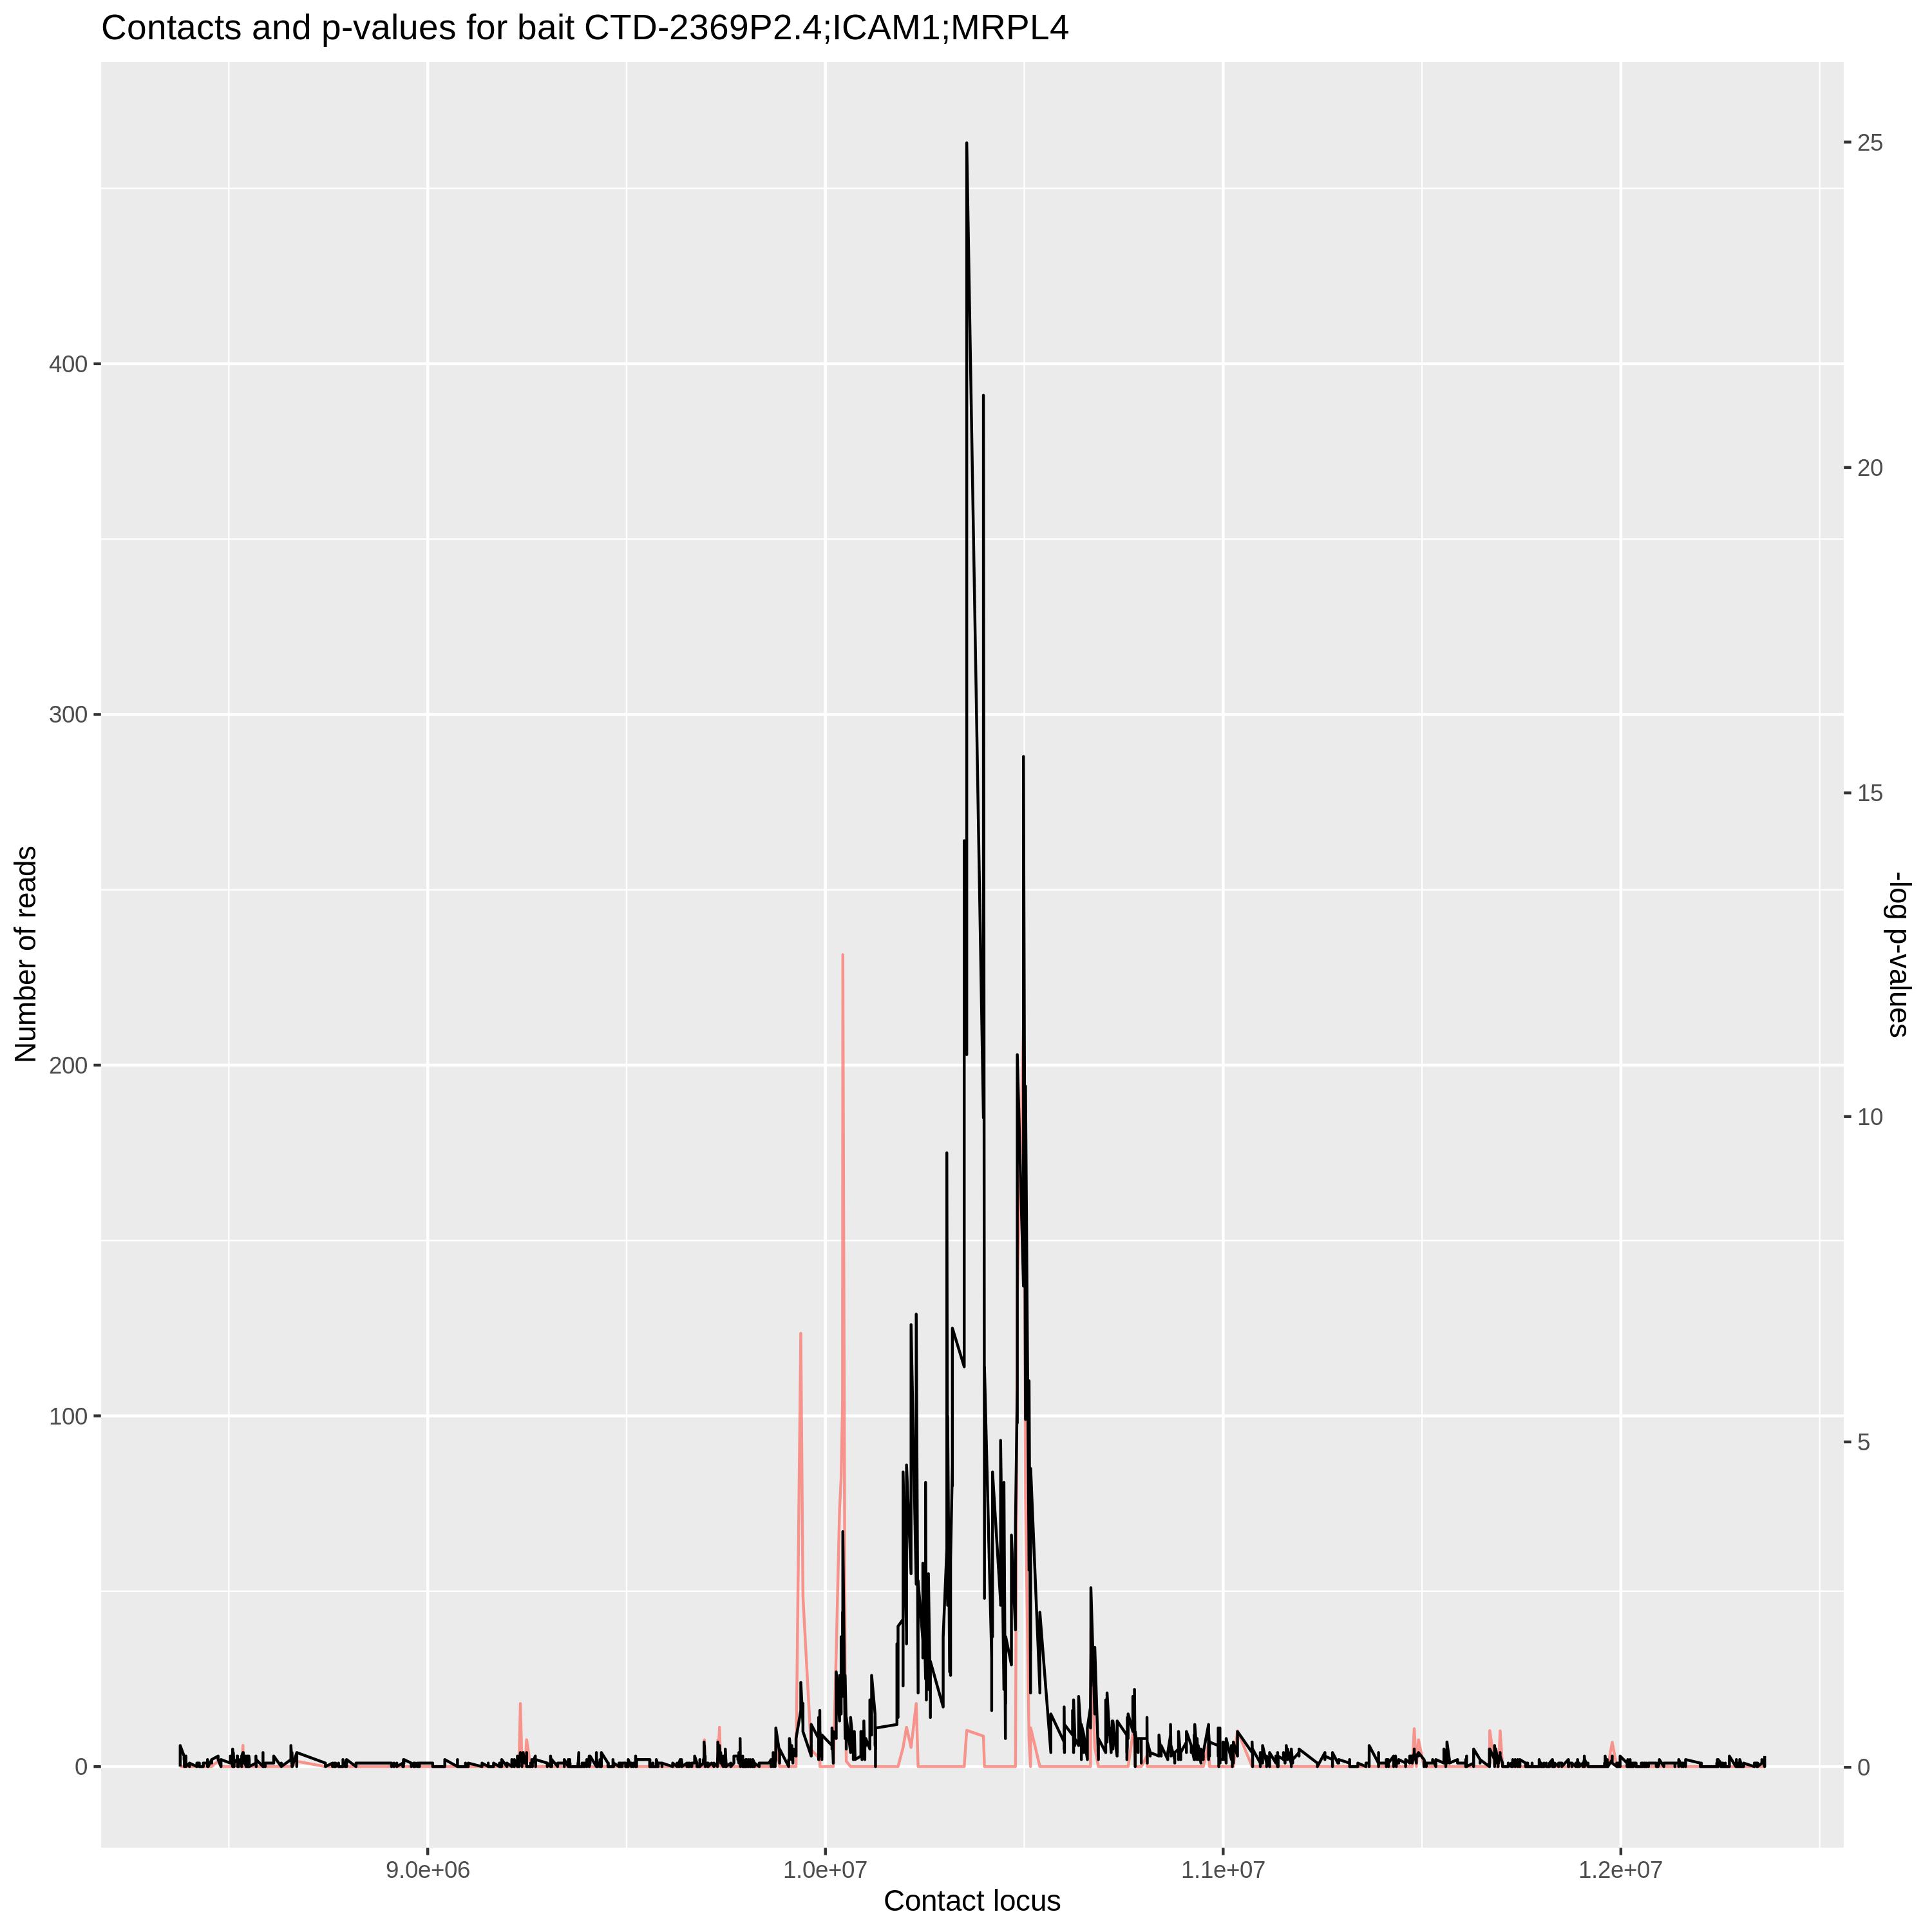 Contacts and p-values for bait CTD-2369P2.4;ICAM1;MRPL4
25
400
20
300
15
Number of reads
-log p-values
200
10
100
5
0
0
9.0e+06
1.0e+07
1.1e+07
1.2e+07
Contact locus